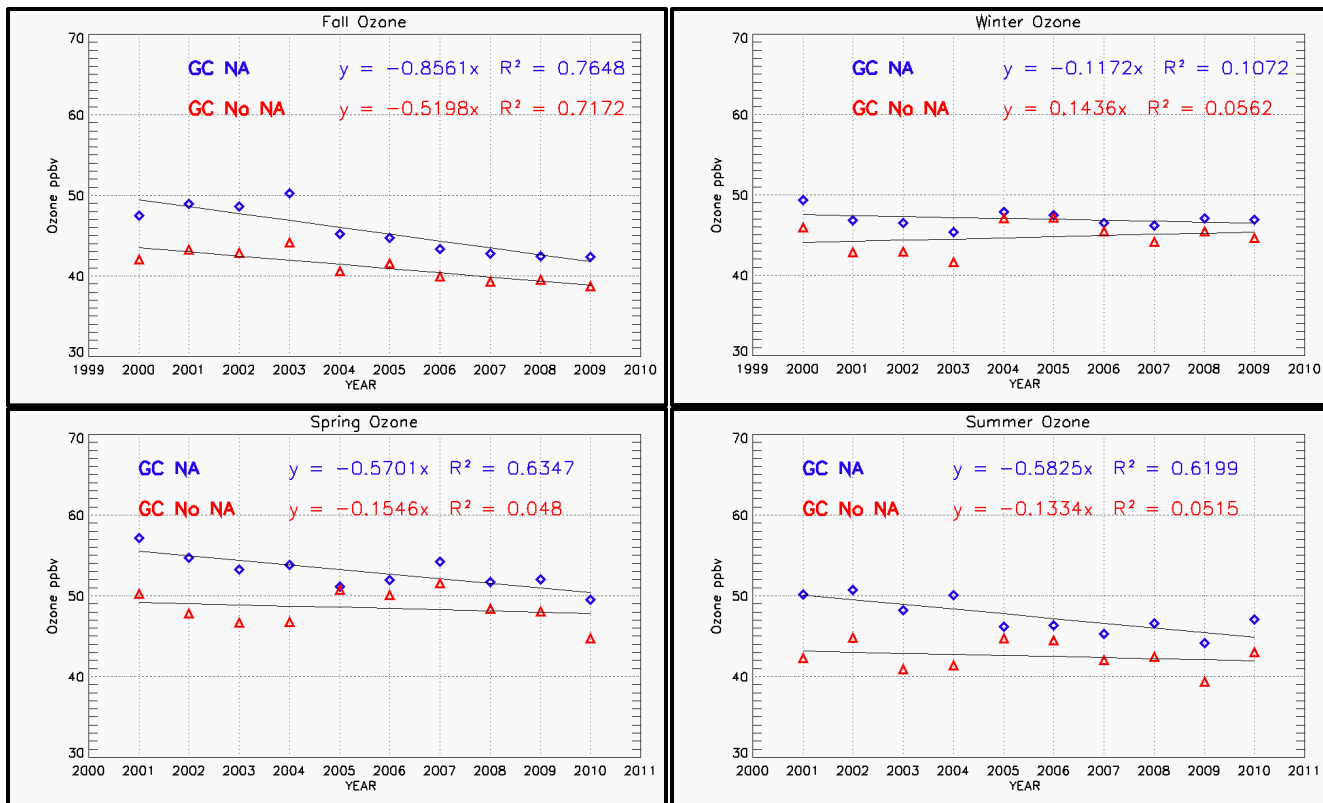 Fall Ozone
70
60
50
40
30
Ozone ppbv
GC NA y = −0.8561x R² = 0.7648
GC No NA y = −0.5198x R² = 0.7172
1999 2000 2001 2002 2003 2004 2005 2006 2007 2008 2009 2010
YEAR
Winter Ozone
70
60
50
40
30
Ozone ppbv
GC NA y = −0.1172x R² = 0.1072
GC No NA y = 0.1436x R² = 0.0562
1999 2000 2001 2002 2003 2004 2005 2006 2007 2008 2009 2010
YEAR
Spring Ozone
70
60
50
40
30
Ozone ppbv
GC NA y = −0.5701x R² = 0.6347
GC No NA y = −0.1546x R² = 0.048
2000 2001 2002 2003 2004 2005 2006 2007 2008 2009 2010 2011
YEAR
Summer Ozone
70
60
50
40
30
Ozone ppbv
GC NA y = −0.5825x R² = 0.6199
GC No NA y = −0.1334x R² = 0.0515
2000 2001 2002 2003 2004 2005 2006 2007 2008 2009 2010 2011
YEAR